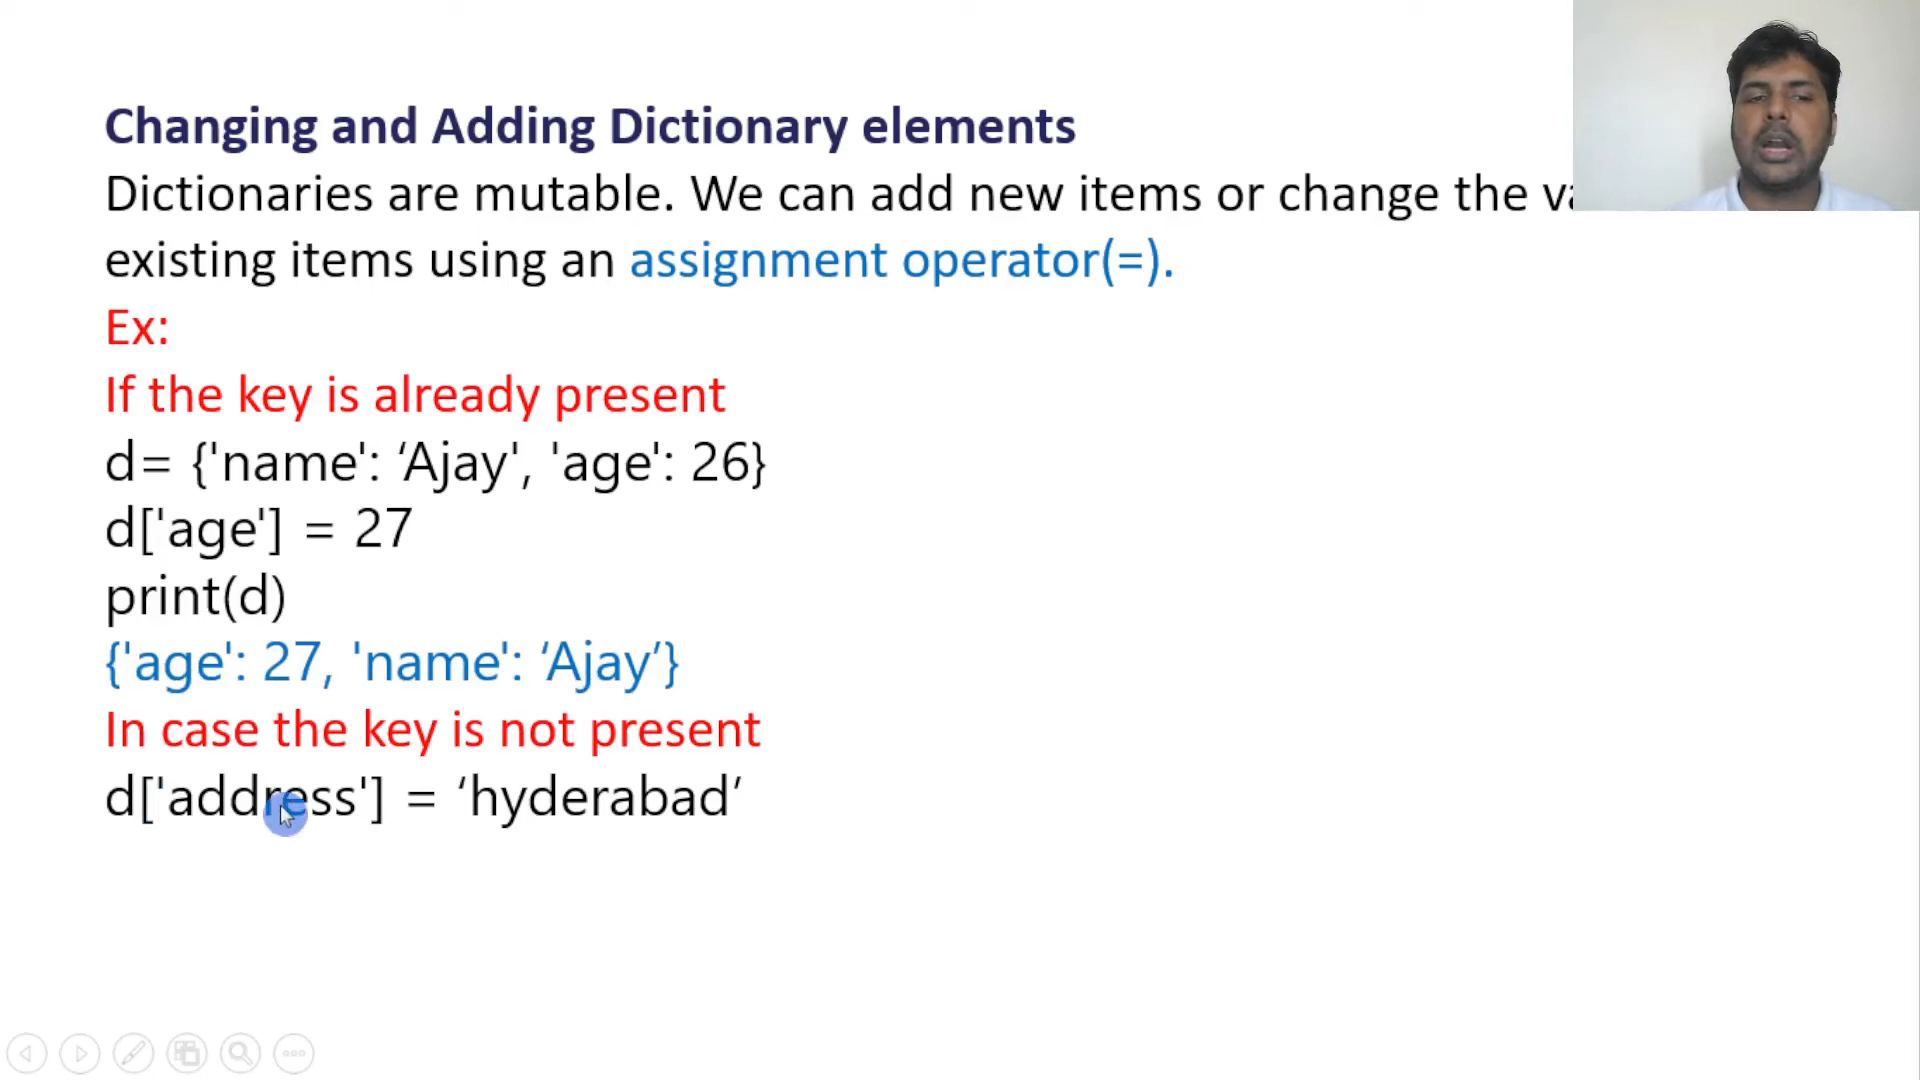 Changing and Adding Dictionary elements
Dictionaries are mutable. We can add new items or change the
existing items using an assignment operator(=).
Ex:
If the key is already present
d= {'name': ‘Ajay', 'age': 26}
d['age'] = 27
print(d)
{'age': 27, 'name': ‘Ajay’}
In case the key is not present
d['address'] = ‘hyderabad’